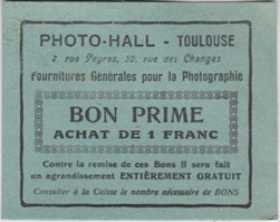 PHOTO-HALL - TOULOUSE
2, rue Peyras, 52, rue des Changes
Fournitures Générales pour la Photographie
BON PRIME
ACHAT DE 1 FRANC
Contre la remise de ces Bons il sera fait
un agrandissement ENTIÈREMENT GRATUIT
Consulter à la Caisse le nombre nécessaire de BONS